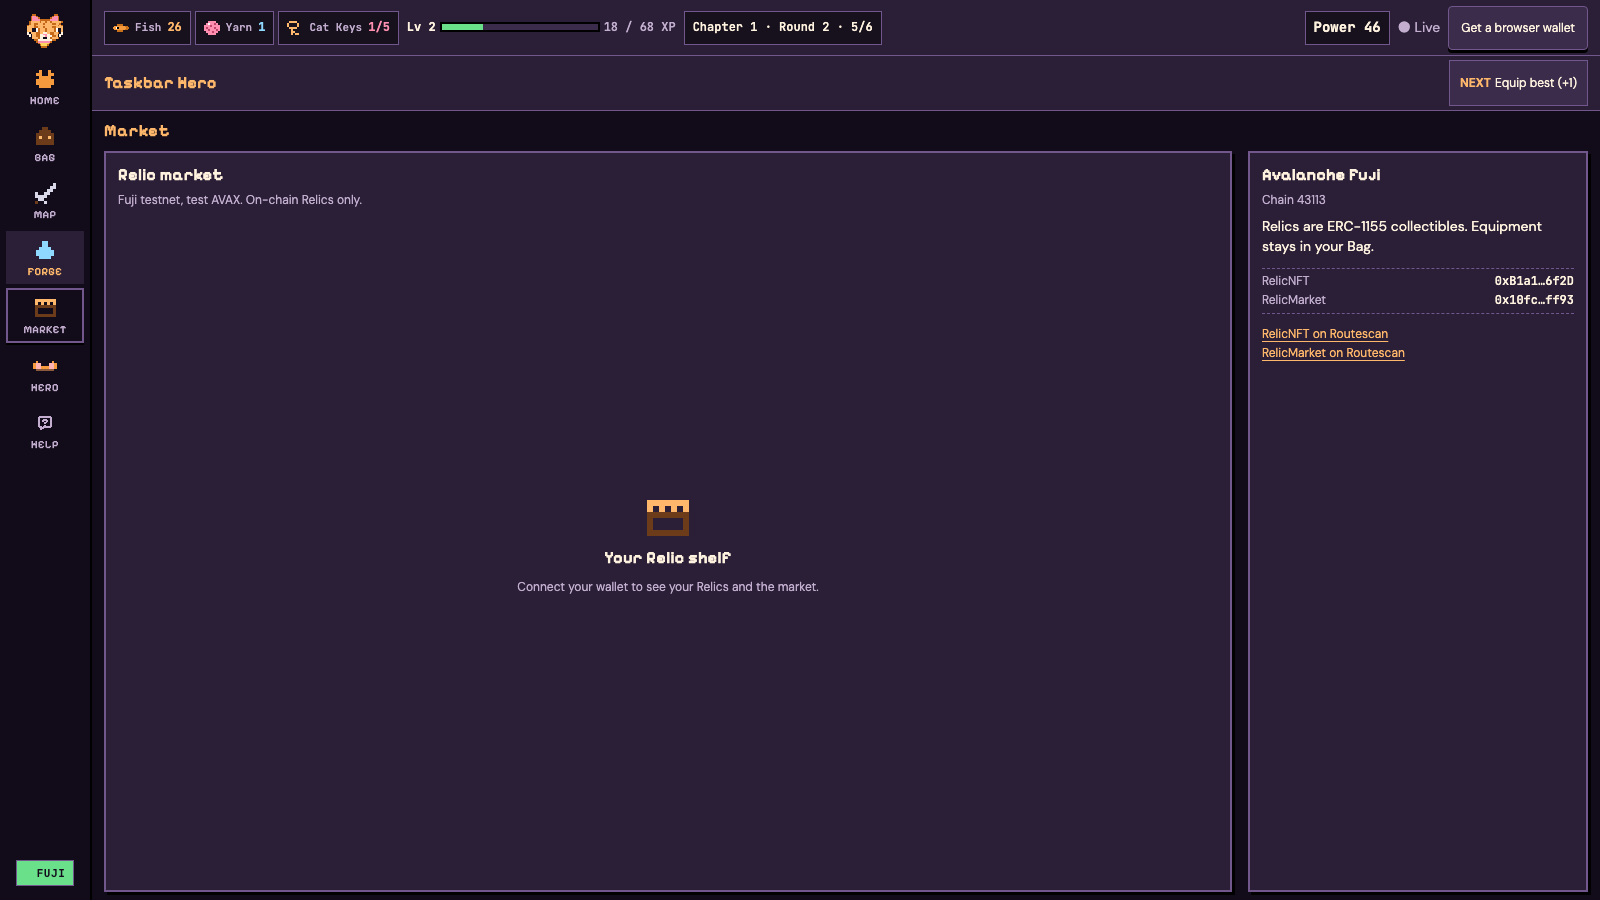 Fish 26
Yarn 1
Cat Keys 1/5
Lv 2
18 / 68 XP
Chapter 1 · Round 2 · 5/6
Power 46
Live
Get a browser wallet
HOME
BAG
MAP
FORGE
MARKET
HERO
HELP
FUJI
Taskbar Hero
NEXT Equip best (+1)
Market
Relic market
Fuji testnet, test AVAX. On-chain Relics only.
Your Relic shelf
Connect your wallet to see your Relics and the market.
Avalanche Fuji
Chain 43113
Relics are ERC-1155 collectibles. Equipment
stays in your Bag.
RelicNFT 0xB1a1…6f2D
RelicMarket 0x10fc…ff93
RelicNFT on Routescan
RelicMarket on Routescan